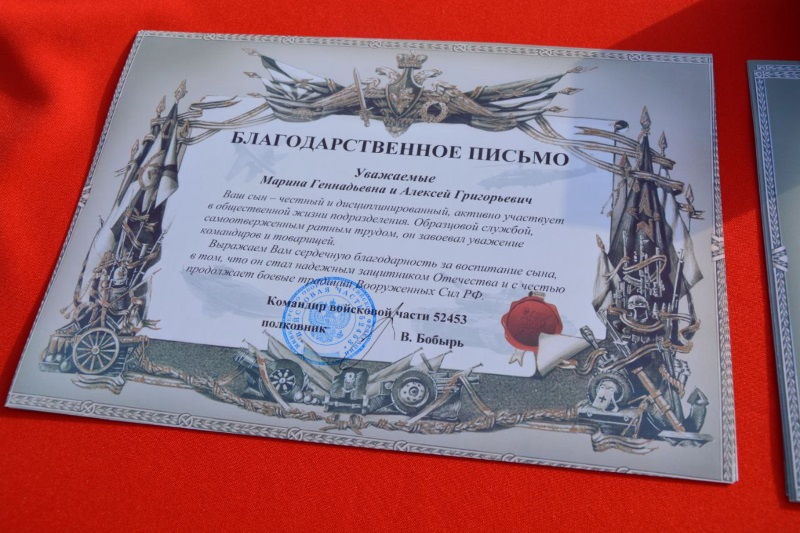 БЛАГОДАРСТВЕННОЕ ПИСЬМО
Уважаемые
Марина Геннадьевна и Алексей Григорьевич
Ваш сын – честный и дисциплинированный, активно участвует
в общественной жизни подразделения. Образцовой службой,
самоотверженным ратным трудом, он завоевал уважение
командиров и товарищей.
Выражаем Вам сердечную благодарность за воспитание сына,
в том, что он стал надежным защитником Отечества и с честью
продолжает боевые традиции Вооруженных Сил РФ.
Командир войсковой части 52453
полковник В. Бобырь